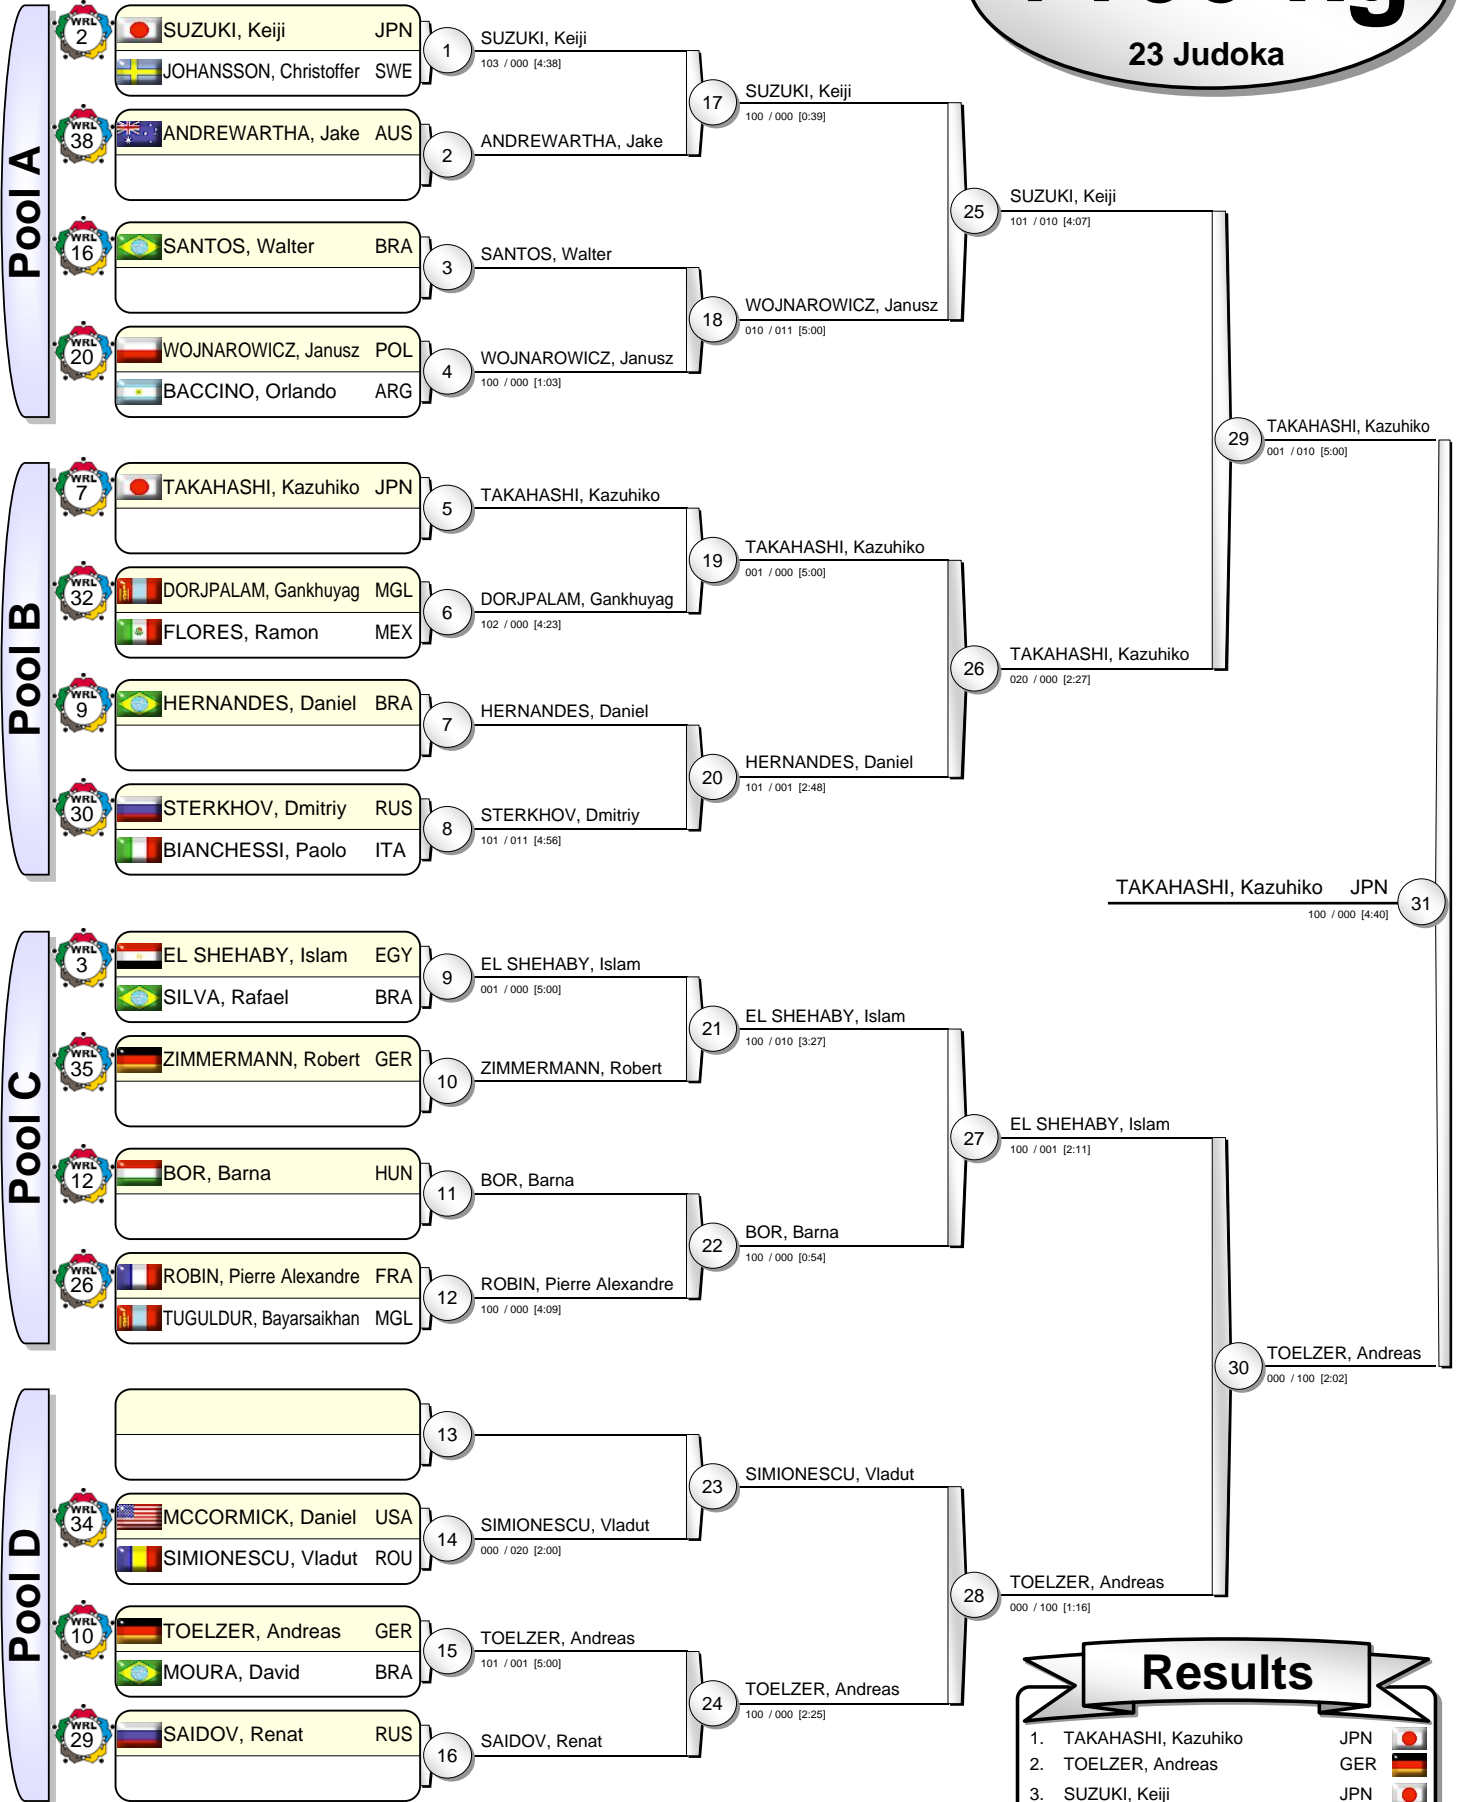 23 Judoka
Pool A
WRL 2 SUZUKI, Keiji JPN
JOHANSSON, Christoffer SWE
1 SUZUKI, Keiji
103 / 000 [4:38]
WRL 38 ANDREWARTHA, Jake AUS
2 ANDREWARTHA, Jake
17 SUZUKI, Keiji
100 / 000 [0:39]
WRL 16 SANTOS, Walter BRA
3 SANTOS, Walter
WRL 20 WOJNAROWICZ, Janusz POL
BACCINO, Orlando ARG
4 WOJNAROWICZ, Janusz
100 / 000 [1:03]
18 WOJNAROWICZ, Janusz
010 / 011 [5:00]
25 SUZUKI, Keiji
101 / 010 [4:07]
Pool B
WRL 7 TAKAHASHI, Kazuhiko JPN
5 TAKAHASHI, Kazuhiko
WRL 32 DORJPALAM, Gankhuyag MGL
FLORES, Ramon MEX
6 DORJPALAM, Gankhuyag
102 / 000 [4:23]
19 TAKAHASHI, Kazuhiko
001 / 000 [5:00]
WRL 9 HERNANDES, Daniel BRA
7 HERNANDES, Daniel
WRL 30 STERKHOV, Dmitriy RUS
BIANCHESSI, Paolo ITA
8 STERKHOV, Dmitriy
101 / 011 [4:56]
20 HERNANDES, Daniel
101 / 001 [2:48]
26 TAKAHASHI, Kazuhiko
020 / 000 [2:27]
29 TAKAHASHI, Kazuhiko
001 / 010 [5:00]
TAKAHASHI, Kazuhiko JPN 31
100 / 000 [4:40]
Pool C
WRL 3 EL SHEHABY, Islam EGY
SILVA, Rafael BRA
9 EL SHEHABY, Islam
001 / 000 [5:00]
WRL 35 ZIMMERMANN, Robert GER
10 ZIMMERMANN, Robert
21 EL SHEHABY, Islam
100 / 010 [3:27]
WRL 12 BOR, Barna HUN
11 BOR, Barna
WRL 26 ROBIN, Pierre Alexandre FRA
TUGULDUR, Bayarsaikhan MGL
12 ROBIN, Pierre Alexandre
100 / 000 [4:09]
22 BOR, Barna
100 / 000 [0:54]
27 EL SHEHABY, Islam
100 / 001 [2:11]
Pool D
13
WRL 34 MCCORMICK, Daniel USA
SIMIONESCU, Vladut ROU
14 SIMIONESCU, Vladut
000 / 020 [2:00]
23 SIMIONESCU, Vladut
WRL 10 TOELZER, Andreas GER
MOURA, David BRA
15 TOELZER, Andreas
101 / 001 [5:00]
WRL 29 SAIDOV, Renat RUS
16 SAIDOV, Renat
24 TOELZER, Andreas
100 / 000 [2:25]
28 TOELZER, Andreas
000 / 100 [1:16]
30 TOELZER, Andreas
000 / 100 [2:02]
Results
1. TAKAHASHI, Kazuhiko JPN
2. TOELZER, Andreas GER
3. SUZUKI, Keiji JPN